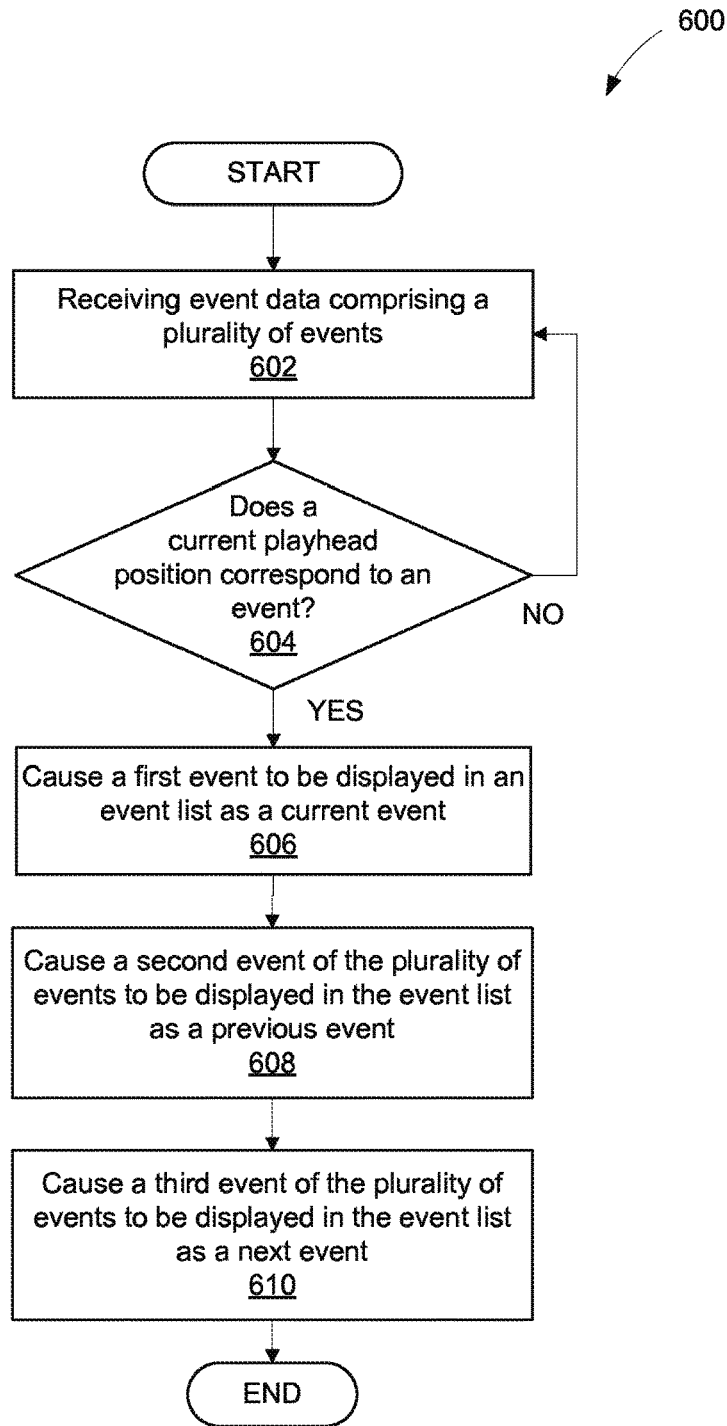 600
START
Receiving event data comprising a
plurality of events
602
Does a
current playhead
position correspond to an
event?
604
NO
YES
Cause a first event to be displayed in an
event list as a current event
606
Cause a second event of the plurality of
events to be displayed in the event list
as a previous event
608
Cause a third event of the plurality of
events to be displayed in the event list
as a next event
610
END